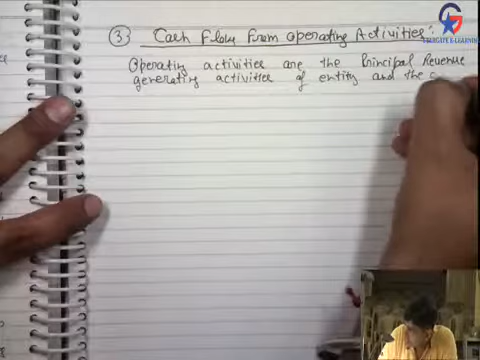 ③ Cash Flow From Operating Activities:
Operating activities are the Principal Revenue
generating activities of entity and the